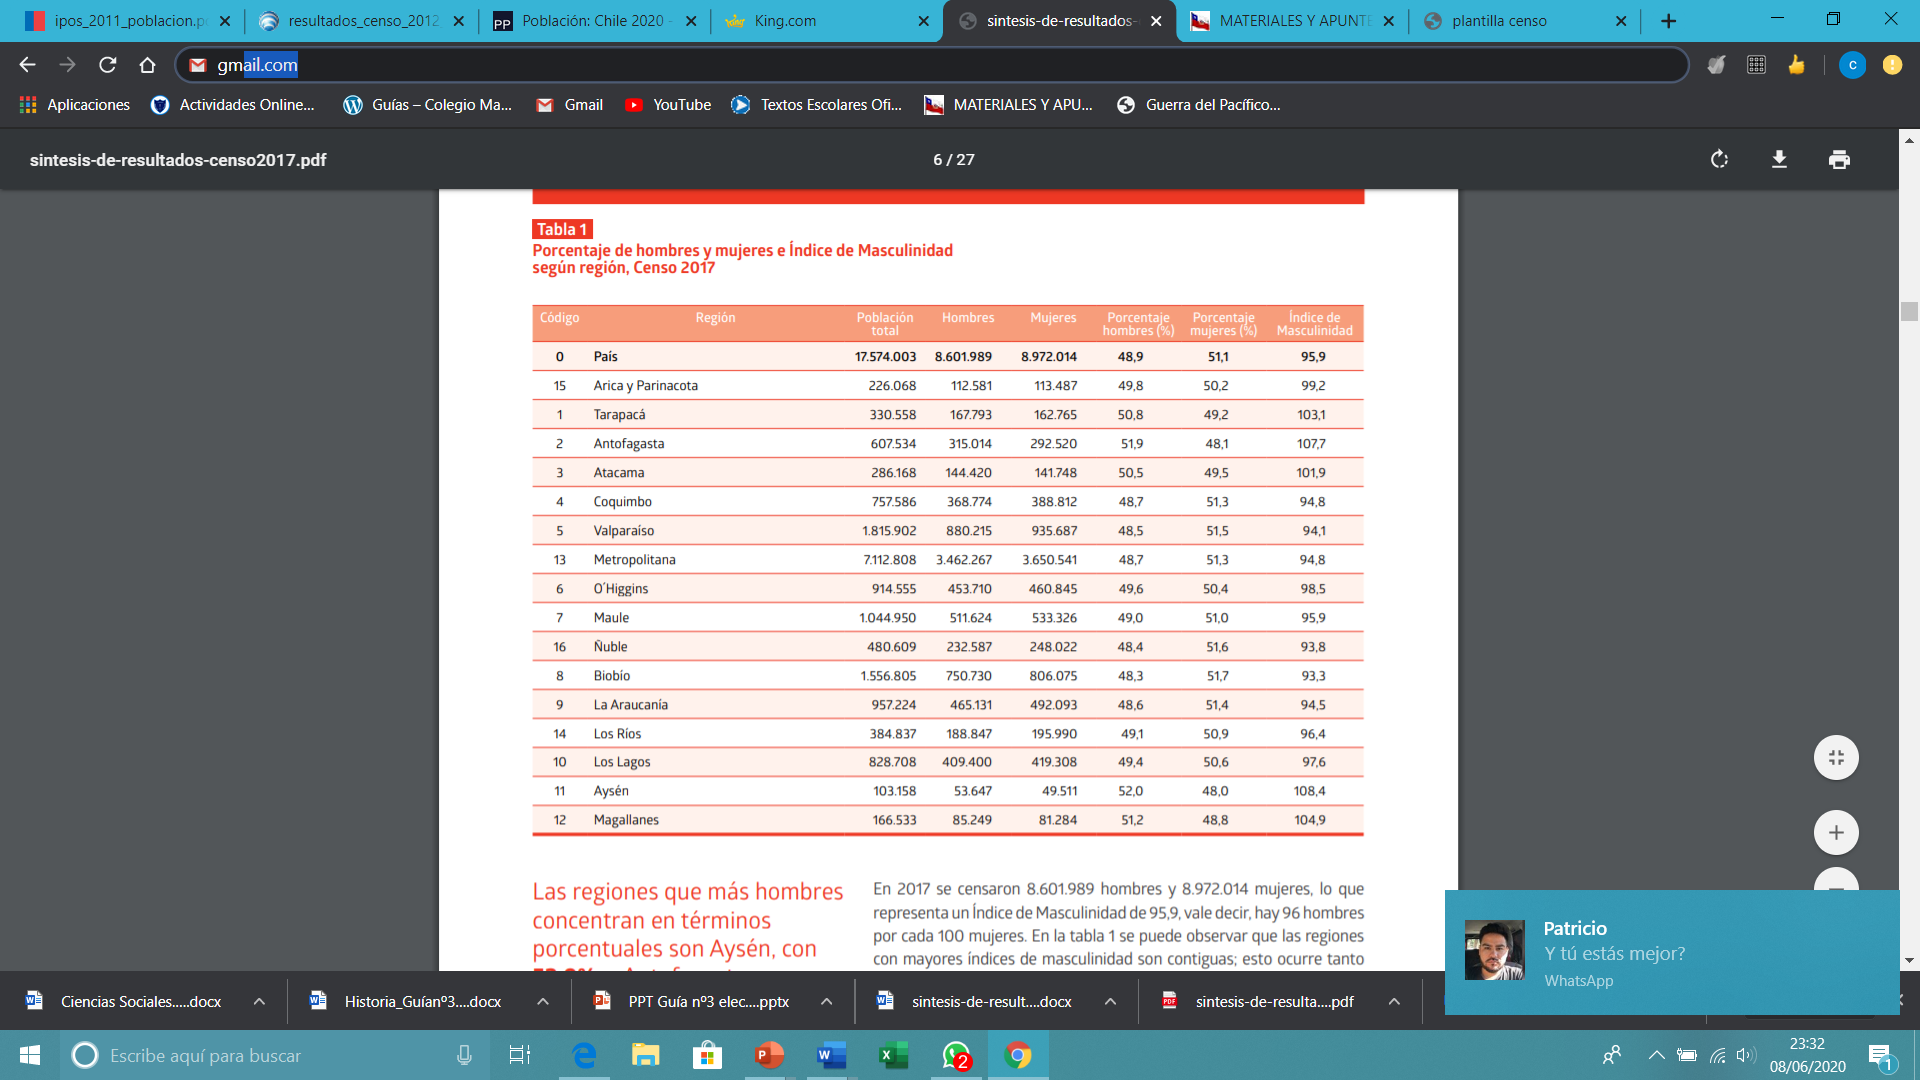 ipos_2011_poblacion.p
resultados_censo_2012
Población: Chile 2020 -
King.com
sintesis-de-resultados-
MATERIALES Y APUNTE
plantilla censo
gmail.com
C
Aplicaciones
Actividades Online...
Guías – Colegio Ma...
Gmail
YouTube
Textos Escolares Ofi...
MATERIALES Y APU...
Guerra del Pacífico...
sintesis-de-resultados-censo2017.pdf
6 / 27
Tabla 1
Porcentaje de hombres y mujeres e Índice de Masculinidad
según región, Censo 2017
Código Región Población total Hombres Mujeres Porcentaje hombres (%) Porcentaje mujeres (%) Índice de Masculinidad
0 País 17.574.003 8.601.989 8.972.014 48,9 51,1 95,9
15 Arica y Parinacota 226.068 112.581 113.487 49,8 50,2 99,2
1 Tarapacá 330.558 167.793 162.765 50,8 49,2 103,1
2 Antofagasta 607.534 315.014 292.520 51,9 48,1 107,7
3 Atacama 286.168 144.420 141.748 50,5 49,5 101,9
4 Coquimbo 757.586 368.774 388.812 48,7 51,3 94,8
5 Valparaíso 1.815.902 880.215 935.687 48,5 51,5 94,1
13 Metropolitana 7.112.808 3.462.267 3.650.541 48,7 51,3 94,8
6 O´Higgins 914.555 453.710 460.845 49,6 50,4 98,5
7 Maule 1.044.950 511.624 533.326 49,0 51,0 95,9
16 Ñuble 480.609 232.587 248.022 48,4 51,6 93,8
8 Biobío 1.556.805 750.730 806.075 48,3 51,7 93,3
9 La Araucanía 957.224 465.131 492.093 48,6 51,4 94,5
14 Los Ríos 384.837 188.847 195.990 49,1 50,9 96,4
10 Los Lagos 828.708 409.400 419.308 49,4 50,6 97,6
11 Aysén 103.158 53.647 49.511 52,0 48,0 108,4
12 Magallanes 166.533 85.249 81.284 51,2 48,8 104,9
Las regiones que más hombres
concentran en términos
porcentuales son Aysén, con
En 2017 se censaron 8.601.989 hombres y 8.972.014 mujeres, lo que
representa un Índice de Masculinidad de 95,9, vale decir, hay 96 hombres
por cada 100 mujeres. En la tabla 1 se puede observar que las regiones
con mayores índices de masculinidad son contiguas; esto ocurre tanto
Patricio
Y tú estás mejor?
WhatsApp
Ciencias Sociales.....docx
Historia_Guíanº3....docx
PPT Guía nº3 elec....pptx
sintesis-de-result....docx
sintesis-de-resulta....pdf
Escribe aquí para buscar
2
23:32
08/06/2020
1